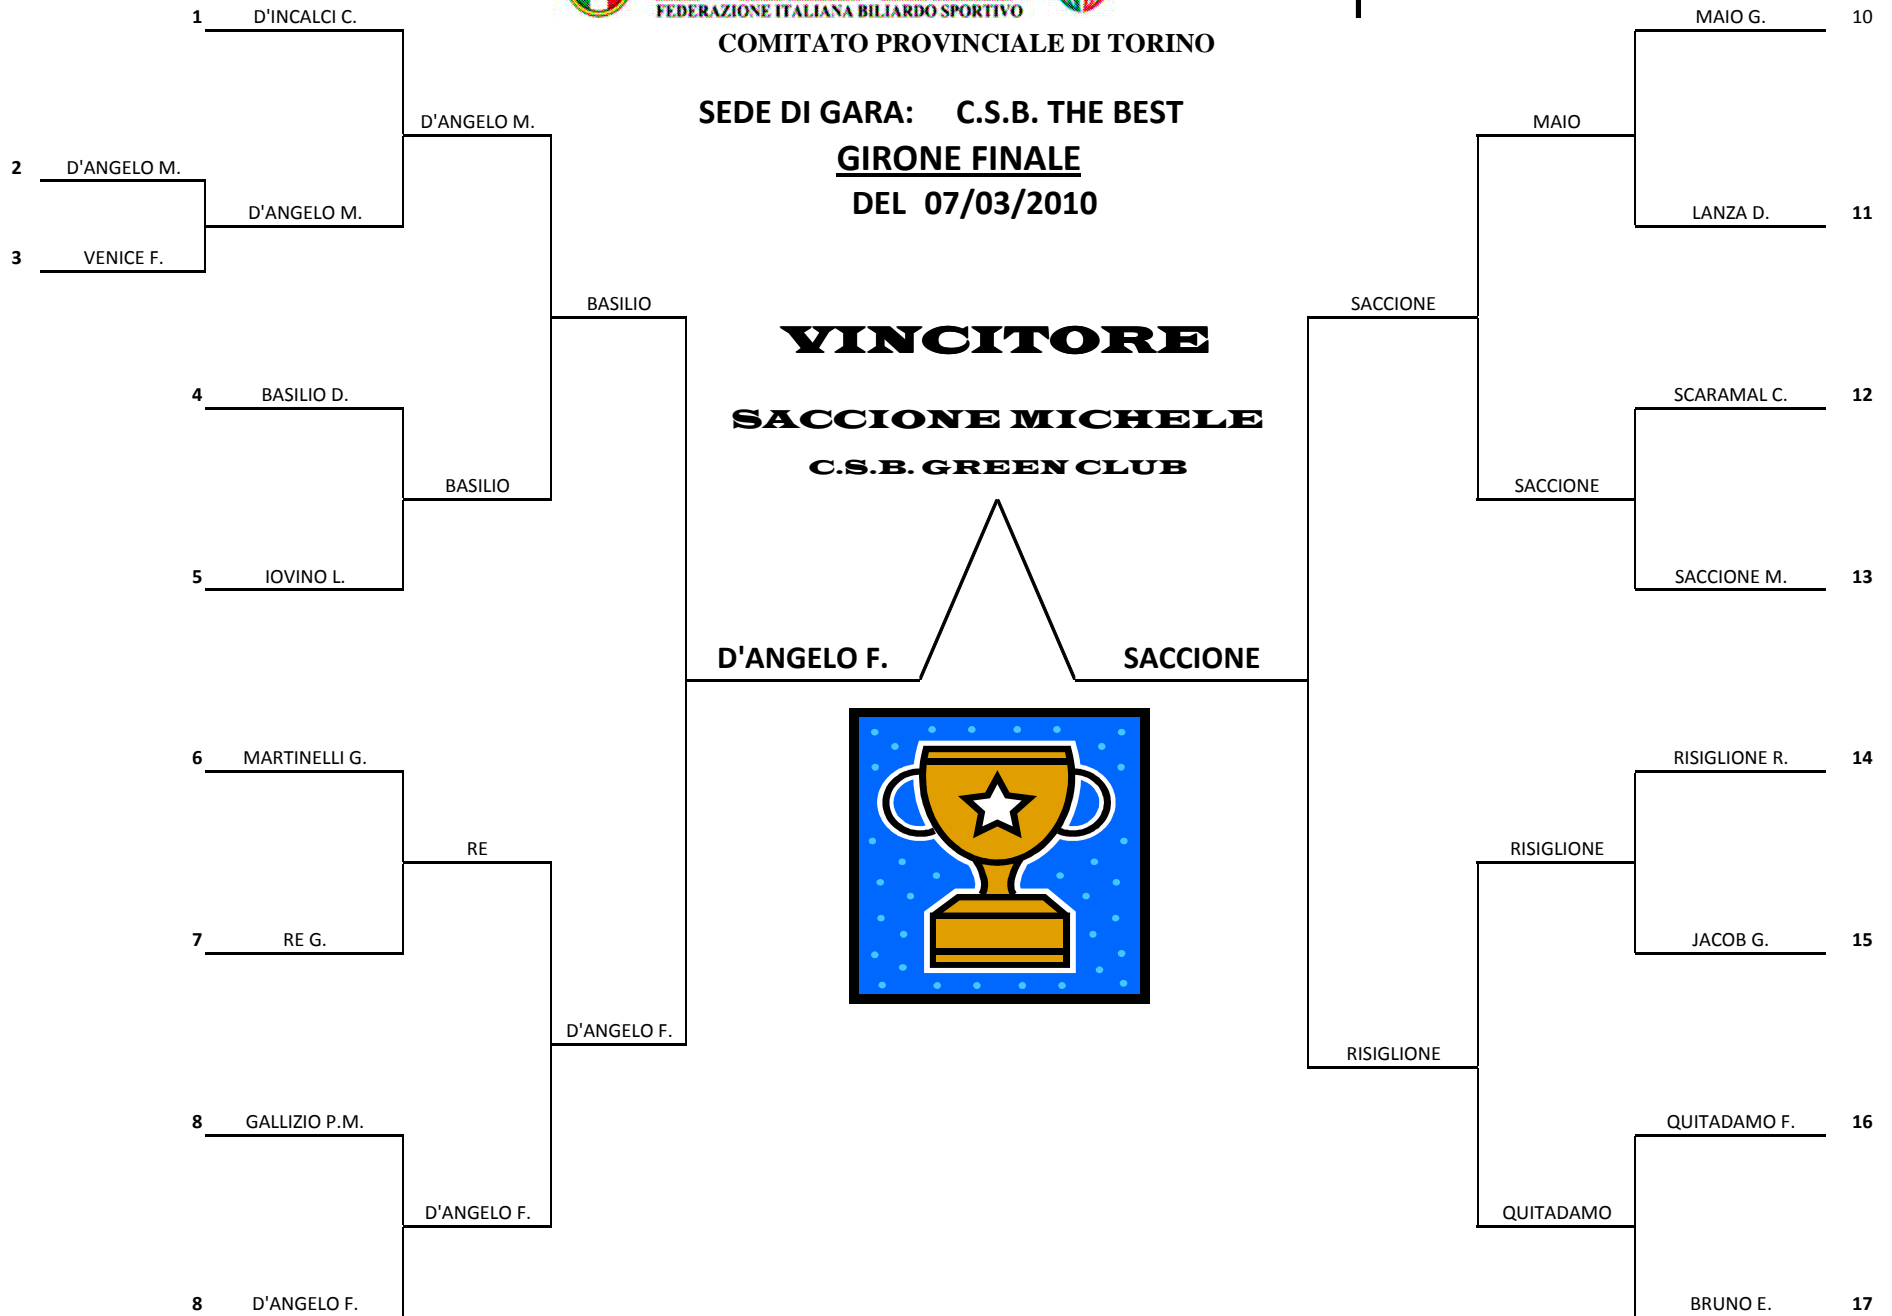 FEDERAZIONE ITALIANA BILIARDO SPORTIVO
COMITATO PROVINCIALE DI TORINO
SEDE DI GARA: C.S.B. THE BEST
GIRONE FINALE
DEL 07/03/2010
1 D'INCALCI C.
D'ANGELO M.
2 D'ANGELO M.
D'ANGELO M.
3 VENICE F.
BASILIO
4 BASILIO D.
BASILIO
5 IOVINO L.
D'ANGELO F.
6 MARTINELLI G.
RE
7 RE G.
D'ANGELO F.
8 GALLIZIO P.M.
D'ANGELO F.
8 D'ANGELO F.
VINCITORE
SACCIONE MICHELE
C.S.B. GREEN CLUB
MAIO G. 10
MAIO
LANZA D. 11
SACCIONE
SCARAMAL C. 12
SACCIONE
SACCIONE M. 13
SACCIONE
RISIGLIONE R. 14
RISIGLIONE
JACOB G. 15
RISIGLIONE
QUITADAMO F. 16
QUITADAMO
BRUNO E. 17